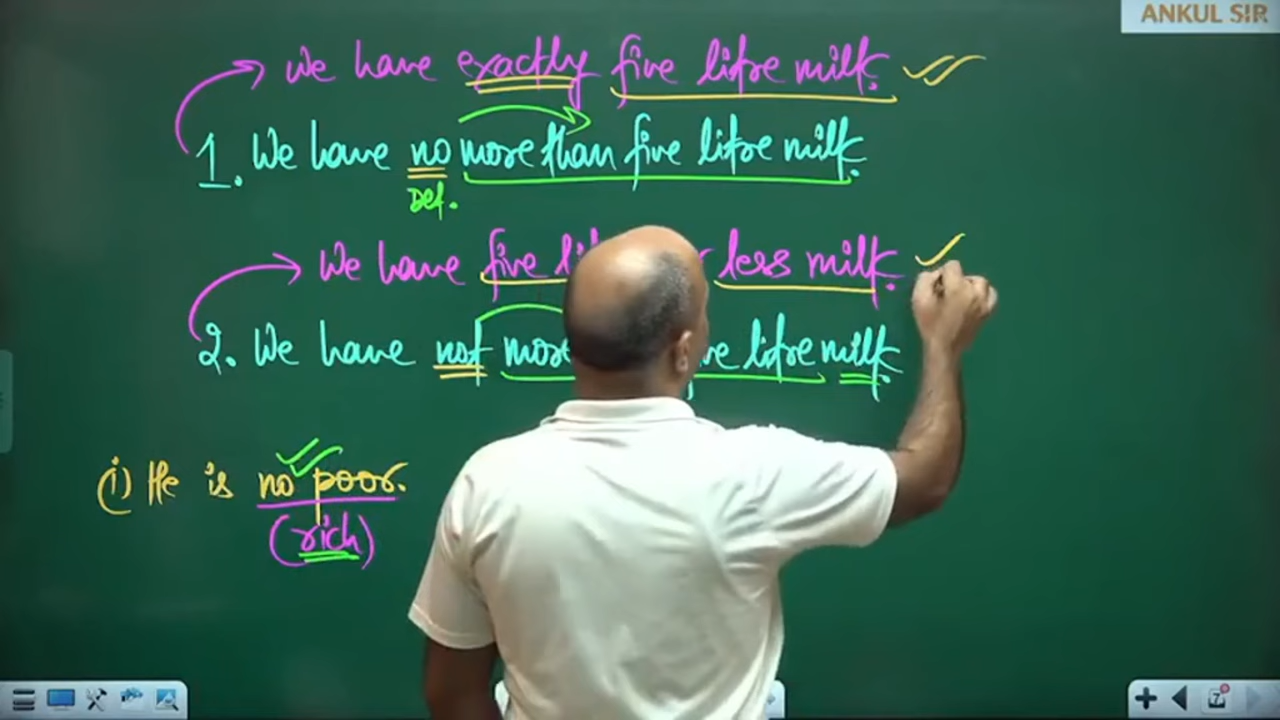 ANKUL SIR
We have exactly five litre milk.
1. We have no more than five litre milk.
Def.
We have five less milk.
2. We have not more litre milk.
(i) He is no poor.
(rich)